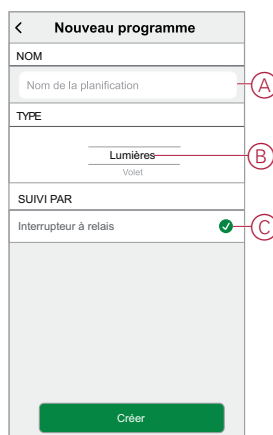 Nouveau programme
NOM
Nom de la planification
A
TYPE
Lumières
B
Volet
SUIVI PAR
Interrupteur à relais
C
Créer